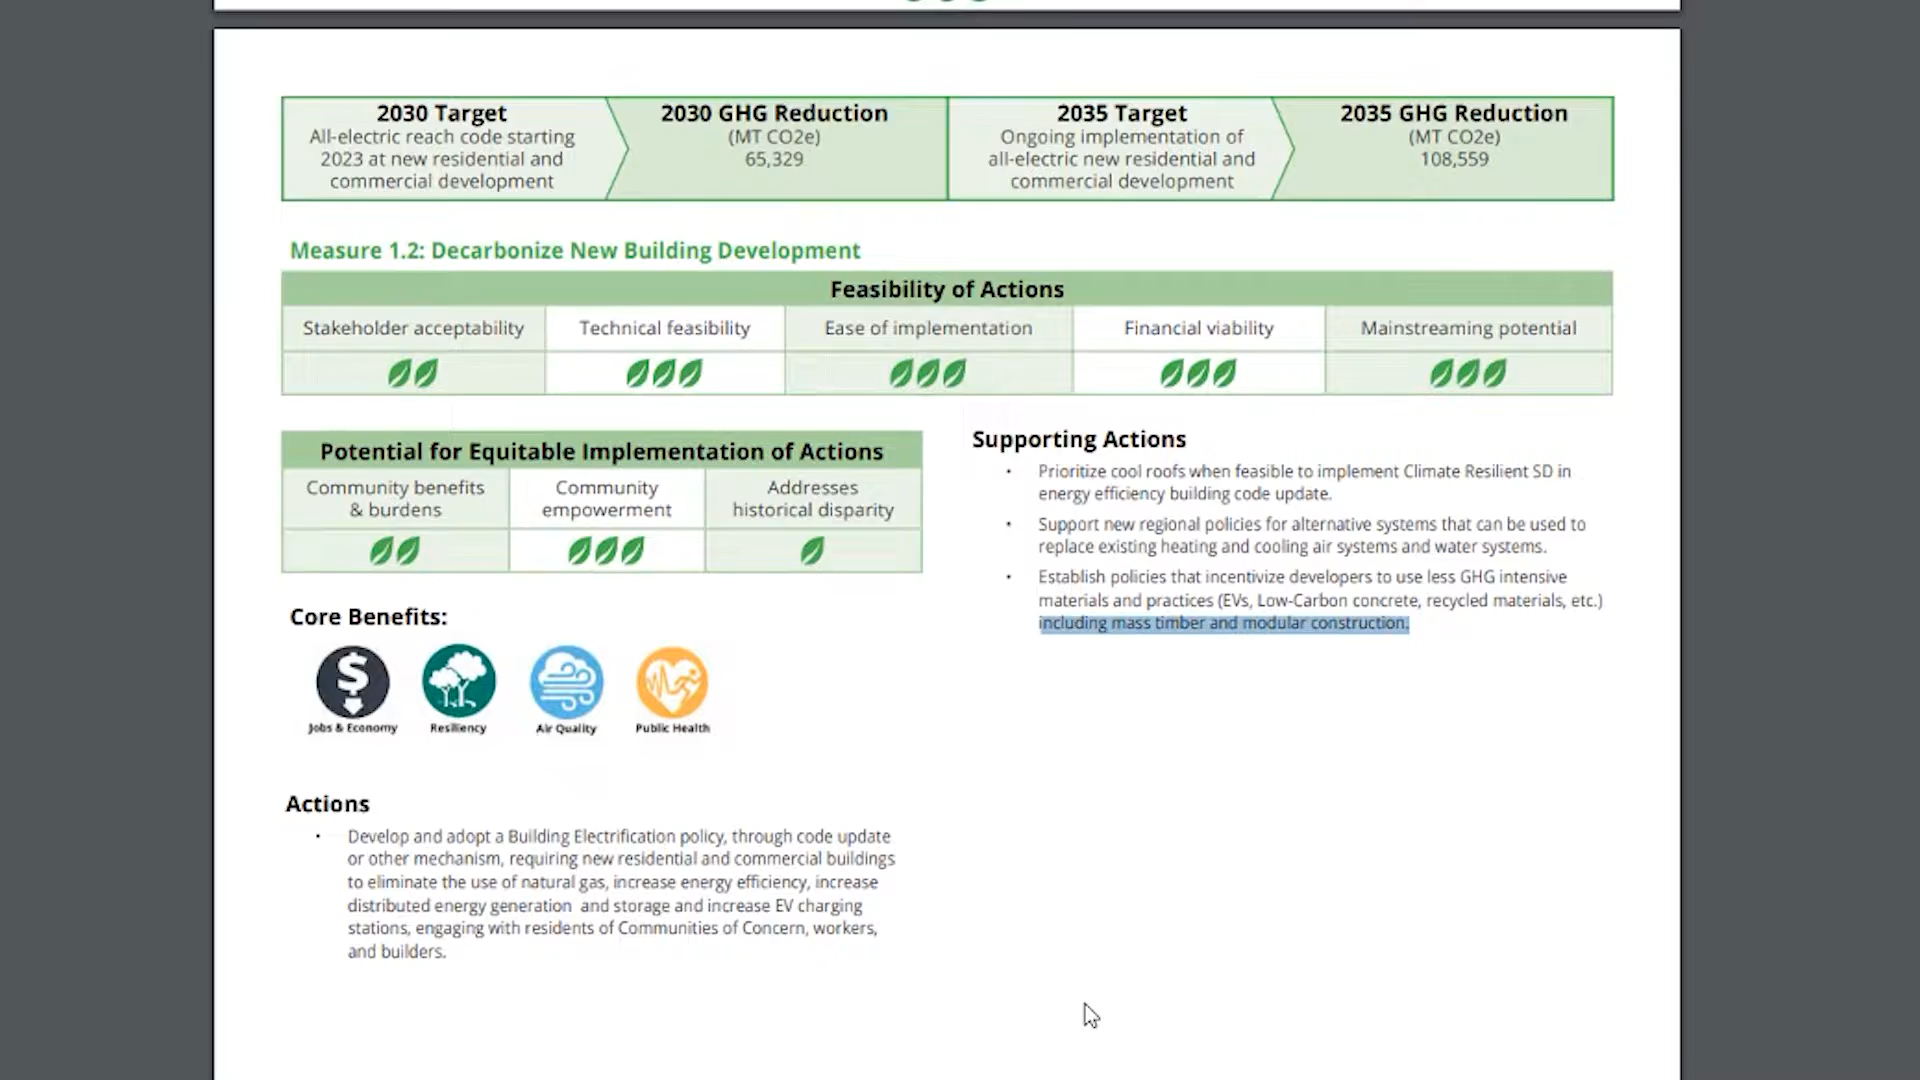 2030 Target
All-electric reach code starting
2023 at new residential and
commercial development
2030 GHG Reduction
(MT CO2e)
65,329
2035 Target
Ongoing implementation of
all-electric new residential and
commercial development
2035 GHG Reduction
(MT CO2e)
108,559
Measure 1.2: Decarbonize New Building Development
Feasibility of Actions
Stakeholder acceptability
Technical feasibility
Ease of implementation
Financial viability
Mainstreaming potential
Potential for Equitable Implementation of Actions
Community benefits
& burdens
Community
empowerment
Addresses
historical disparity
Core Benefits:
Jobs & Economy
Resiliency
Air Quality
Public Health
Actions
• Develop and adopt a Building Electrification policy, through code update
or other mechanism, requiring new residential and commercial buildings
to eliminate the use of natural gas, increase energy efficiency, increase
distributed energy generation and storage and increase EV charging
stations, engaging with residents of Communities of Concern, workers,
and builders.
Supporting Actions
• Prioritize cool roofs when feasible to implement Climate Resilient SD in
energy efficiency building code update.
• Support new regional policies for alternative systems that can be used to
replace existing heating and cooling air systems and water systems.
• Establish policies that incentivize developers to use less GHG intensive
materials and practices (EVs, Low-Carbon concrete, recycled materials, etc.)
including mass timber and modular construction.